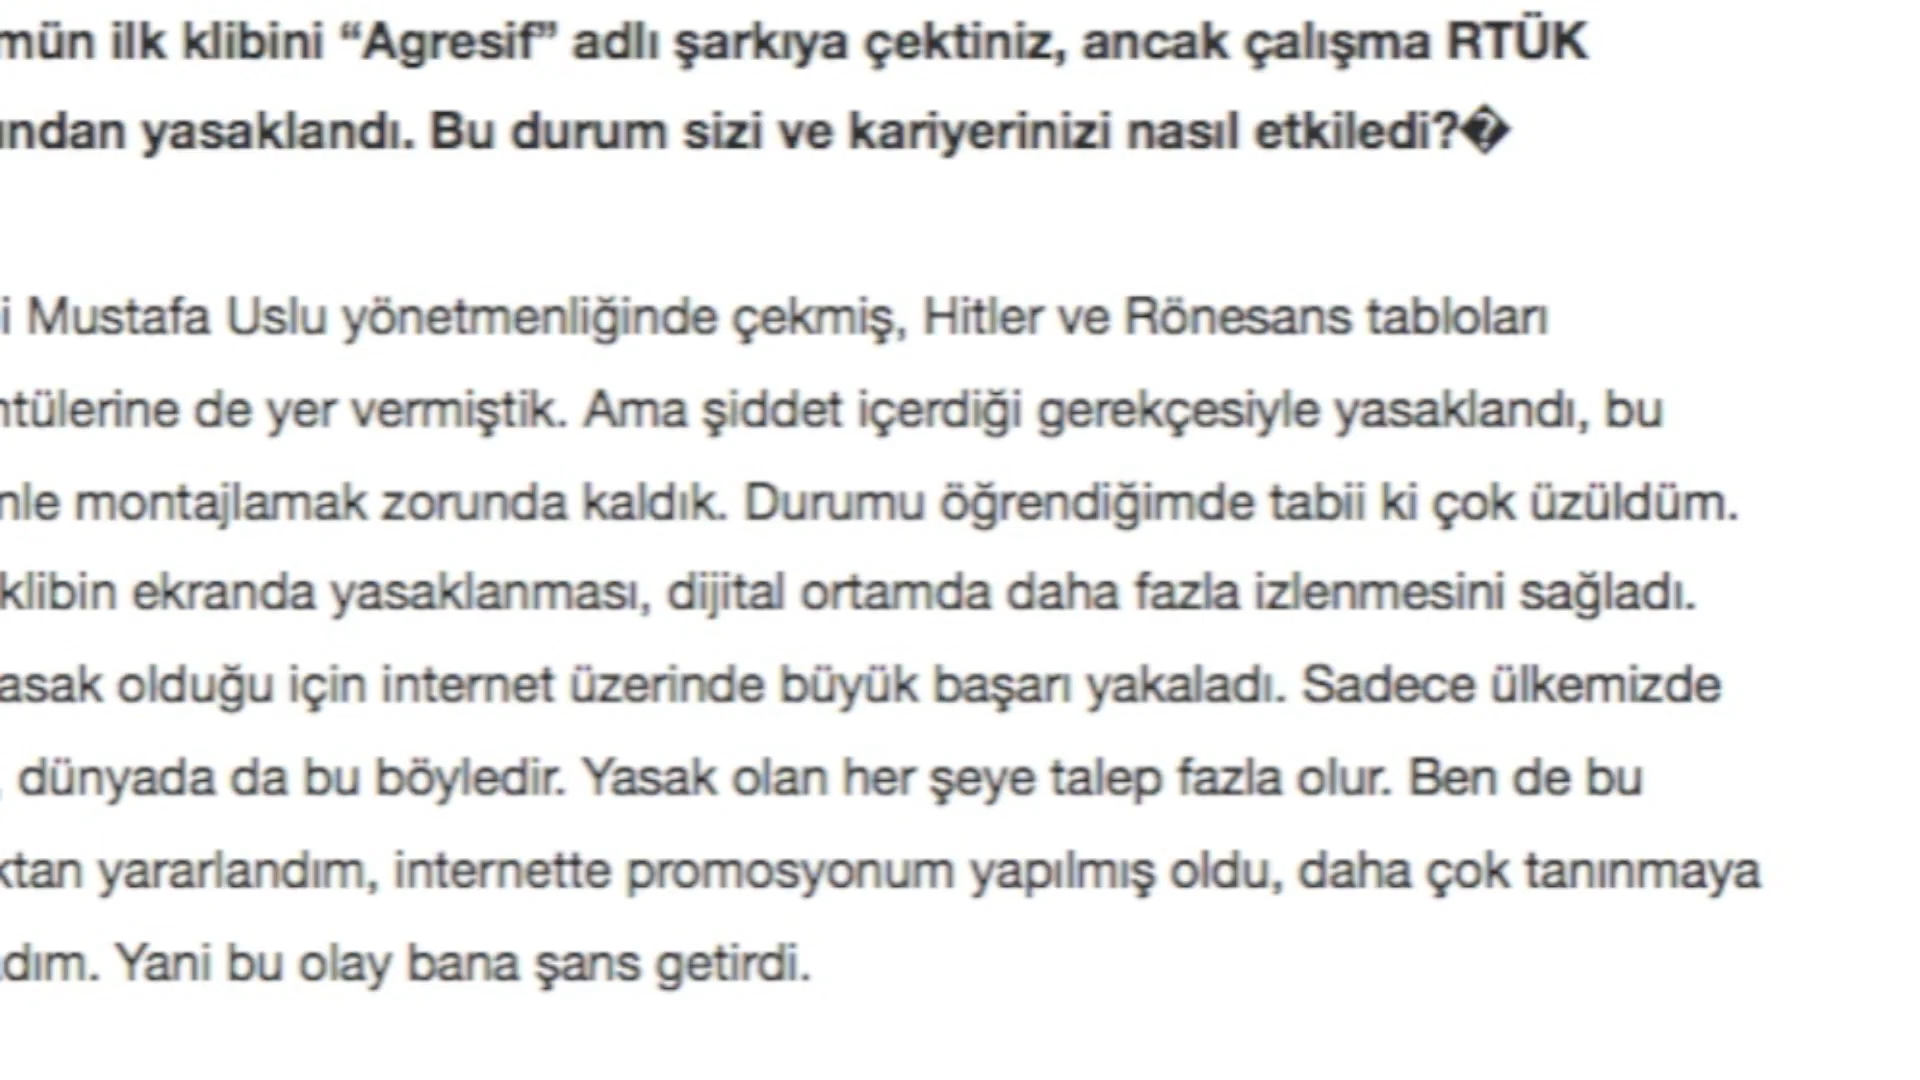 mün ilk klibini “Agresif” adlı şarkıya çektiniz, ancak çalışma RTÜK
ından yasaklandı. Bu durum sizi ve kariyerinizi nasıl etkiledi?�
i Mustafa Uslu yönetmenliğinde çekmiş, Hitler ve Rönesans tabloları
ntülerine de yer vermiştik. Ama şiddet içerdiği gerekçesiyle yasaklandı, bu
nle montajlamak zorunda kaldık. Durumu öğrendiğimde tabii ki çok üzüldüm.
klibin ekranda yasaklanması, dijital ortamda daha fazla izlenmesini sağladı.
asak olduğu için internet üzerinde büyük başarı yakaladı. Sadece ülkemizde
, dünyada da bu böyledir. Yasak olan her şeye talep fazla olur. Ben de bu
ktan yararlandım, internette promosyonum yapılmış oldu, daha çok tanınmaya
dım. Yani bu olay bana şans getirdi.